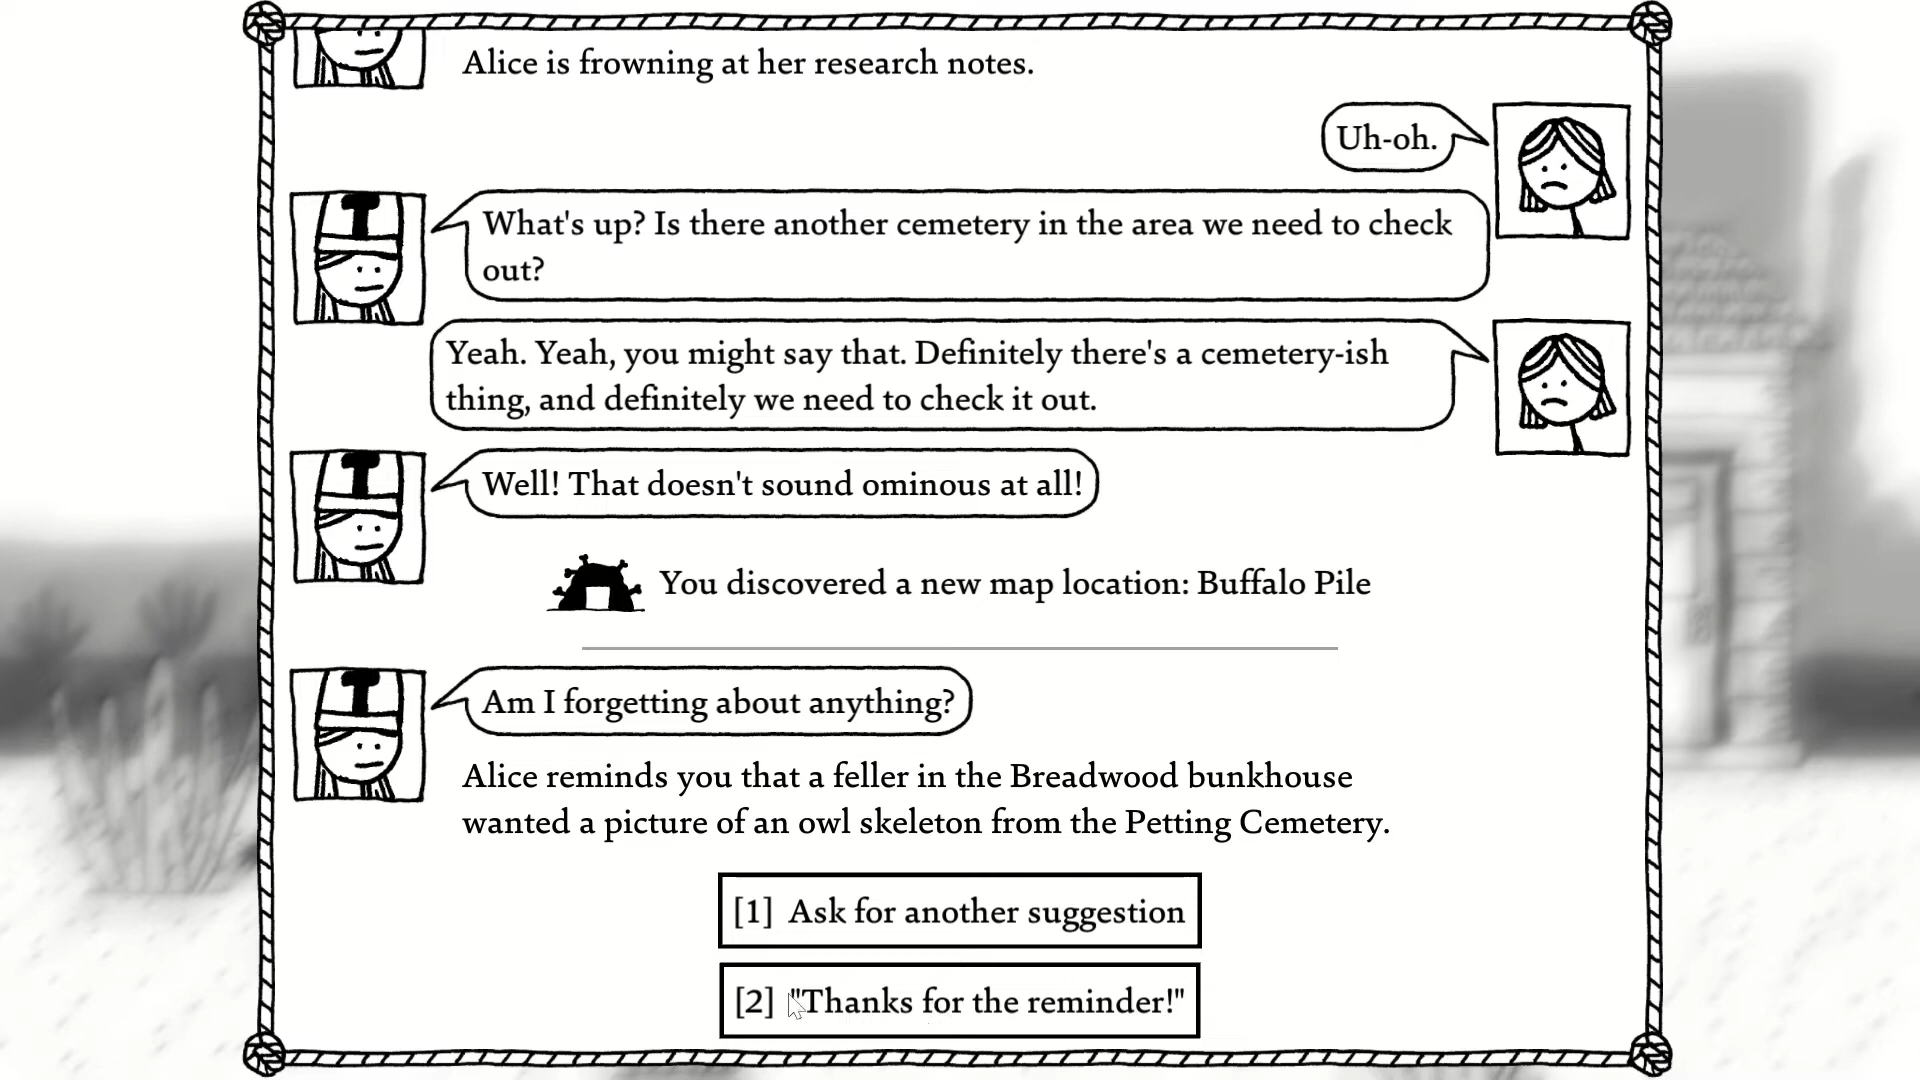 Alice is frowning at her research notes.
Uh-oh.
What's up? Is there another cemetery in the area we need to check
out?
Yeah. Yeah, you might say that. Definitely there's a cemetery-ish
thing, and definitely we need to check it out.
Well! That doesn't sound ominous at all!
You discovered a new map location: Buffalo Pile
Am I forgetting about anything?
Alice reminds you that a feller in the Breadwood bunkhouse
wanted a picture of an owl skeleton from the Petting Cemetery.
[1] Ask for another suggestion
[2] "Thanks for the reminder!"